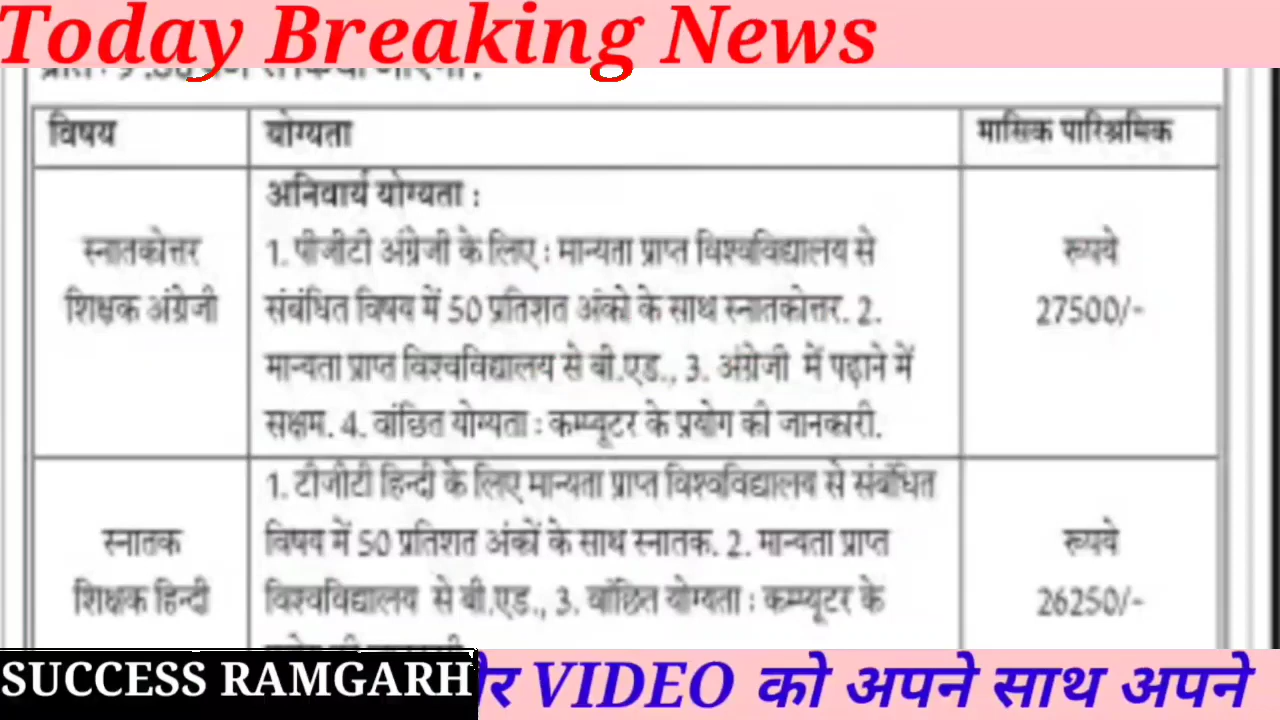 Today Breaking News
विषय
योग्यता
मासिक पारिश्रमिक
स्नातकोत्तर
शिक्षक अंग्रेजी
अनिवार्य योग्यता :
1. पीजीटी अंग्रेजी के लिए : मान्यता प्राप्त विश्वविद्यालय से
संबंधित विषय में 50 प्रतिशत अंको के साथ स्नातकोत्तर. 2.
मान्यता प्राप्त विश्वविद्यालय से बी.एड., 3. अंग्रेजी में पढ़ाने में
सक्षम. 4. वांछित योग्यता : कम्प्यूटर के प्रयोग की जानकारी.
रूपये
27500/-
स्नातक
शिक्षक हिन्दी
1. टीजीटी हिन्दी के लिए मान्यता प्राप्त विश्वविद्यालय से संबंधित
विषय में 50 प्रतिशत अंकों के साथ स्नातक. 2. मान्यता प्राप्त
विश्वविद्यालय से बी.एड., 3. वांछित योग्यता : कम्प्यूटर के
रूपये
26250/-
SUCCESS RAMGARH
VIDEO को अपने साथ अपने